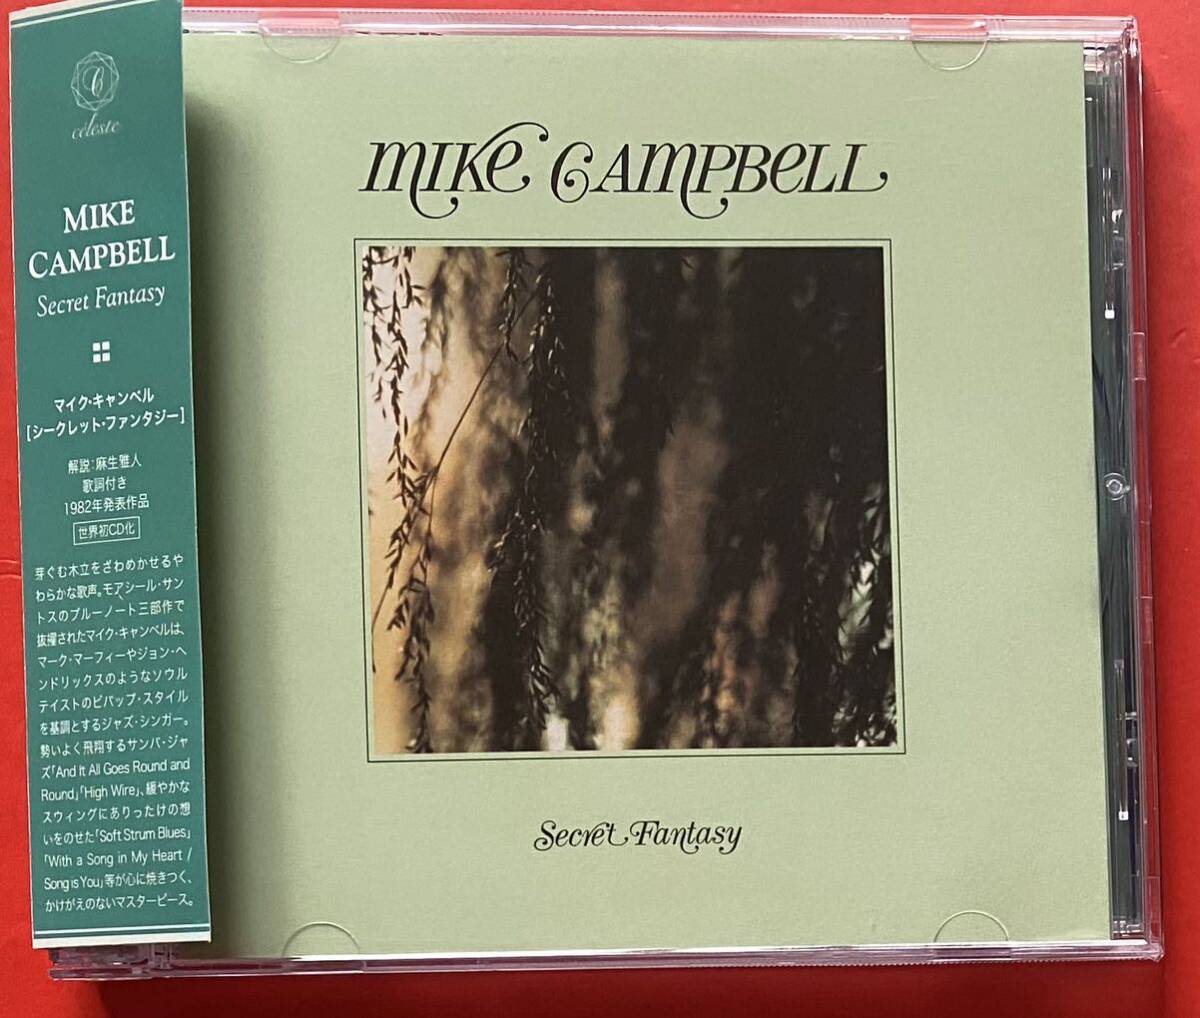 céleste
MIKE
CAMPBELL
Secret Fantasy
マイク・キャンベル
[シークレット・ファンタジー]
解説：麻生雅人
歌詞付き
1982年発表作品
世界初CD化
芽ぐむ木立をざわめかせるや
わらかな歌声。モアシール・サン
トスのブルーノート三部作で
抜擢されたマイク・キャンベルは、
マーク・マーフィーやジョン・ヘ
ンドリックスのようなソウル
テイストのビバップ・スタイル
を基調とするジャズ・シンガー。
勢いよく飛翔するサンバ・ジャ
ズ「And It All Goes Round and
Round」「High Wire」、緩やかな
スウィングにありったけの想
いをのせた「Soft Strum Blues」
「With a Song in My Heart /
Song is You」等が心に焼きつく、
かけがえのないマスターピース。
MIKE CAMPBELL
Secret Fantasy